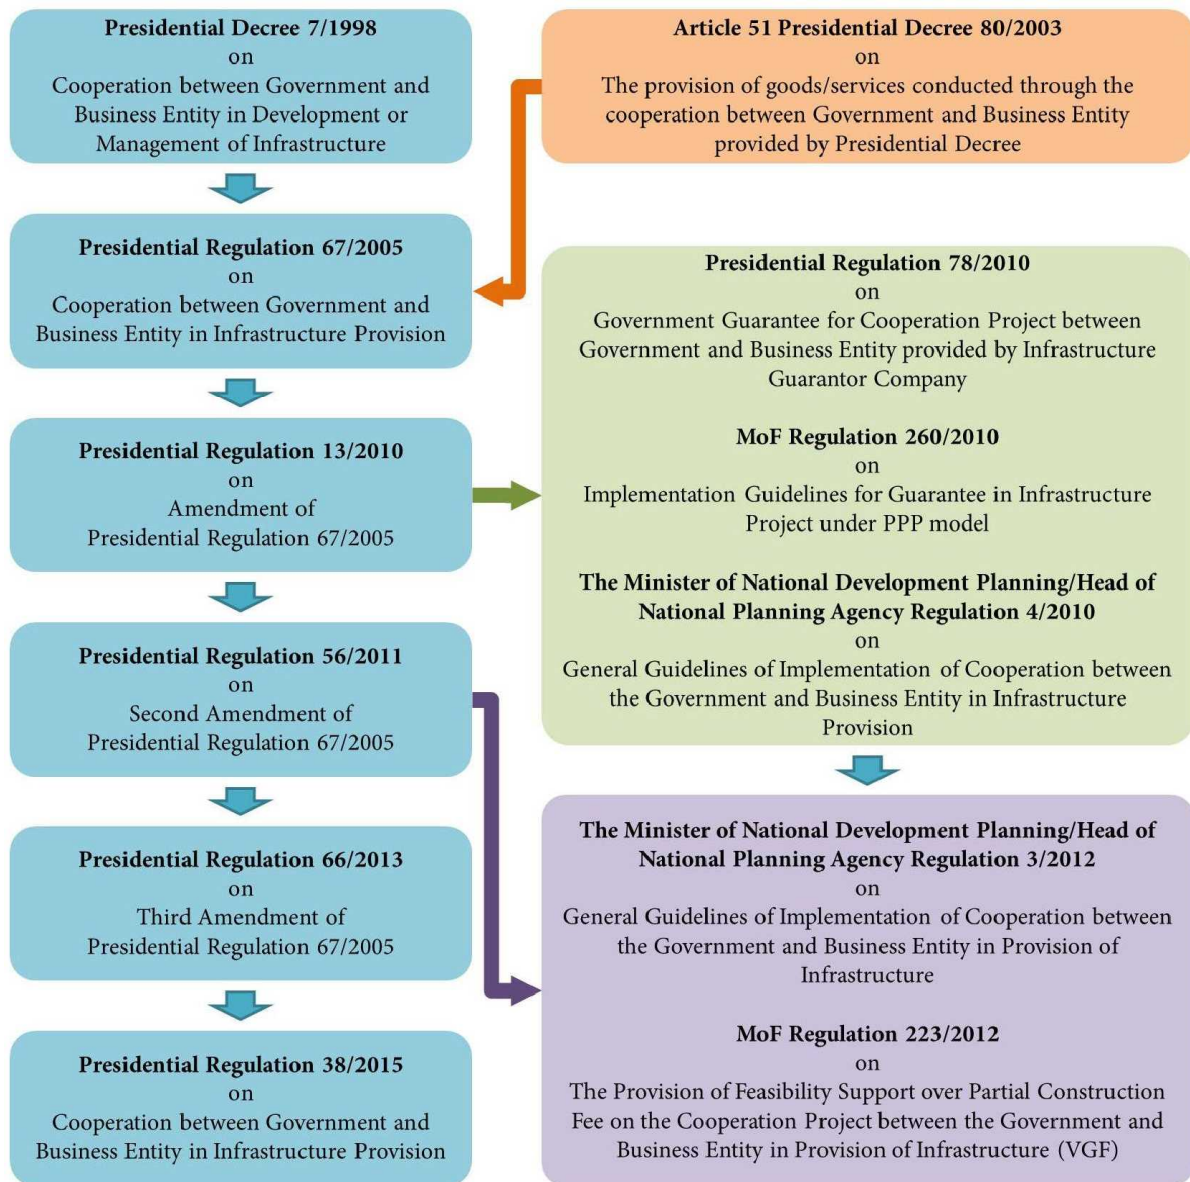 Presidential Decree 7/1998
on
Cooperation between Government and
Business Entity in Development or
Management of Infrastructure
Presidential Regulation 67/2005
on
Cooperation between Government and
Business Entity in Infrastructure Provision
Presidential Regulation 13/2010
on
Amendment of
Presidential Regulation 67/2005
Presidential Regulation 56/2011
on
Second Amendment of
Presidential Regulation 67/2005
Presidential Regulation 66/2013
on
Third Amendment of
Presidential Regulation 67/2005
Presidential Regulation 38/2015
on
Cooperation between Government and
Business Entity in Infrastructure Provision
Article 51 Presidential Decree 80/2003
on
The provision of goods/services conducted through the
cooperation between Government and Business Entity
provided by Presidential Decree
Presidential Regulation 78/2010
on
Government Guarantee for Cooperation Project between
Government and Business Entity provided by Infrastructure
Guarantor Company
MoF Regulation 260/2010
on
Implementation Guidelines for Guarantee in Infrastructure
Project under PPP model
The Minister of National Development Planning/Head of
National Planning Agency Regulation 4/2010
on
General Guidelines of Implementation of Cooperation between
the Government and Business Entity in Infrastructure
Provision
The Minister of National Development Planning/Head of
National Planning Agency Regulation 3/2012
on
General Guidelines of Implementation of Cooperation between
the Government and Business Entity in Provision of
Infrastructure
MoF Regulation 223/2012
on
The Provision of Feasibility Support over Partial Construction
Fee on the Cooperation Project between the Government and
Business Entity in Provision of Infrastructure (VGF)